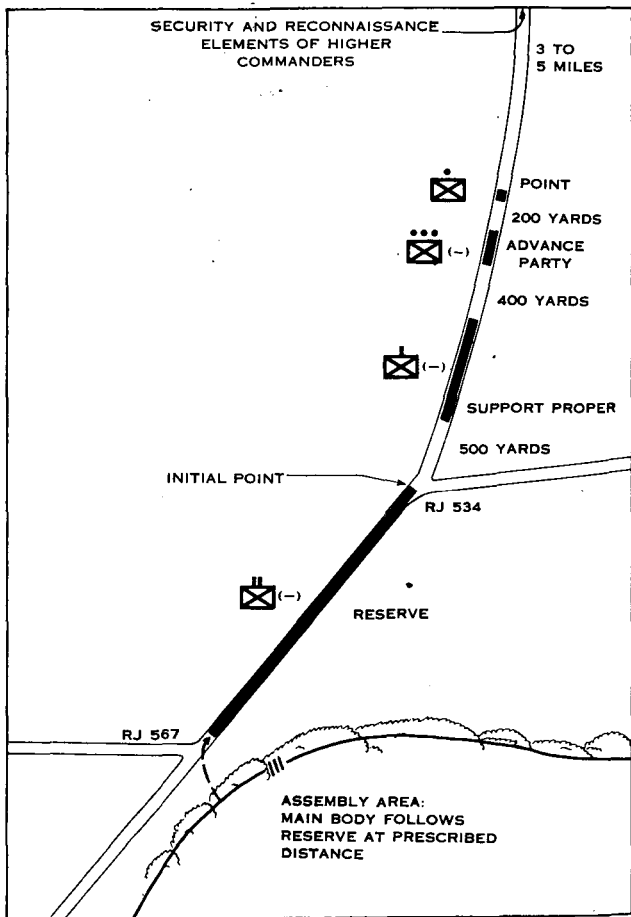 SECURITY AND RECONNAISSANCE
ELEMENTS OF HIGHER
COMMANDERS
3 TO
5 MILES
POINT
200 YARDS
(-)
ADVANCE
PARTY
400 YARDS
(-)
SUPPORT PROPER
500 YARDS
INITIAL POINT
RJ 534
(-)
RESERVE
RJ 567
ASSEMBLY AREA:
MAIN BODY FOLLOWS
RESERVE AT PRESCRIBED
DISTANCE